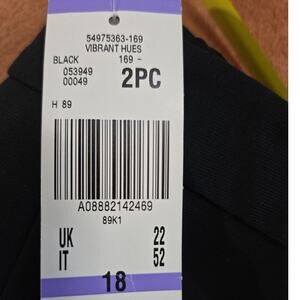 54975363-169
VIBRANT HUES
BLACK 169 -
053949
00049 2PC
H 89
A08882142469
89K1
UK 22
IT 52
18